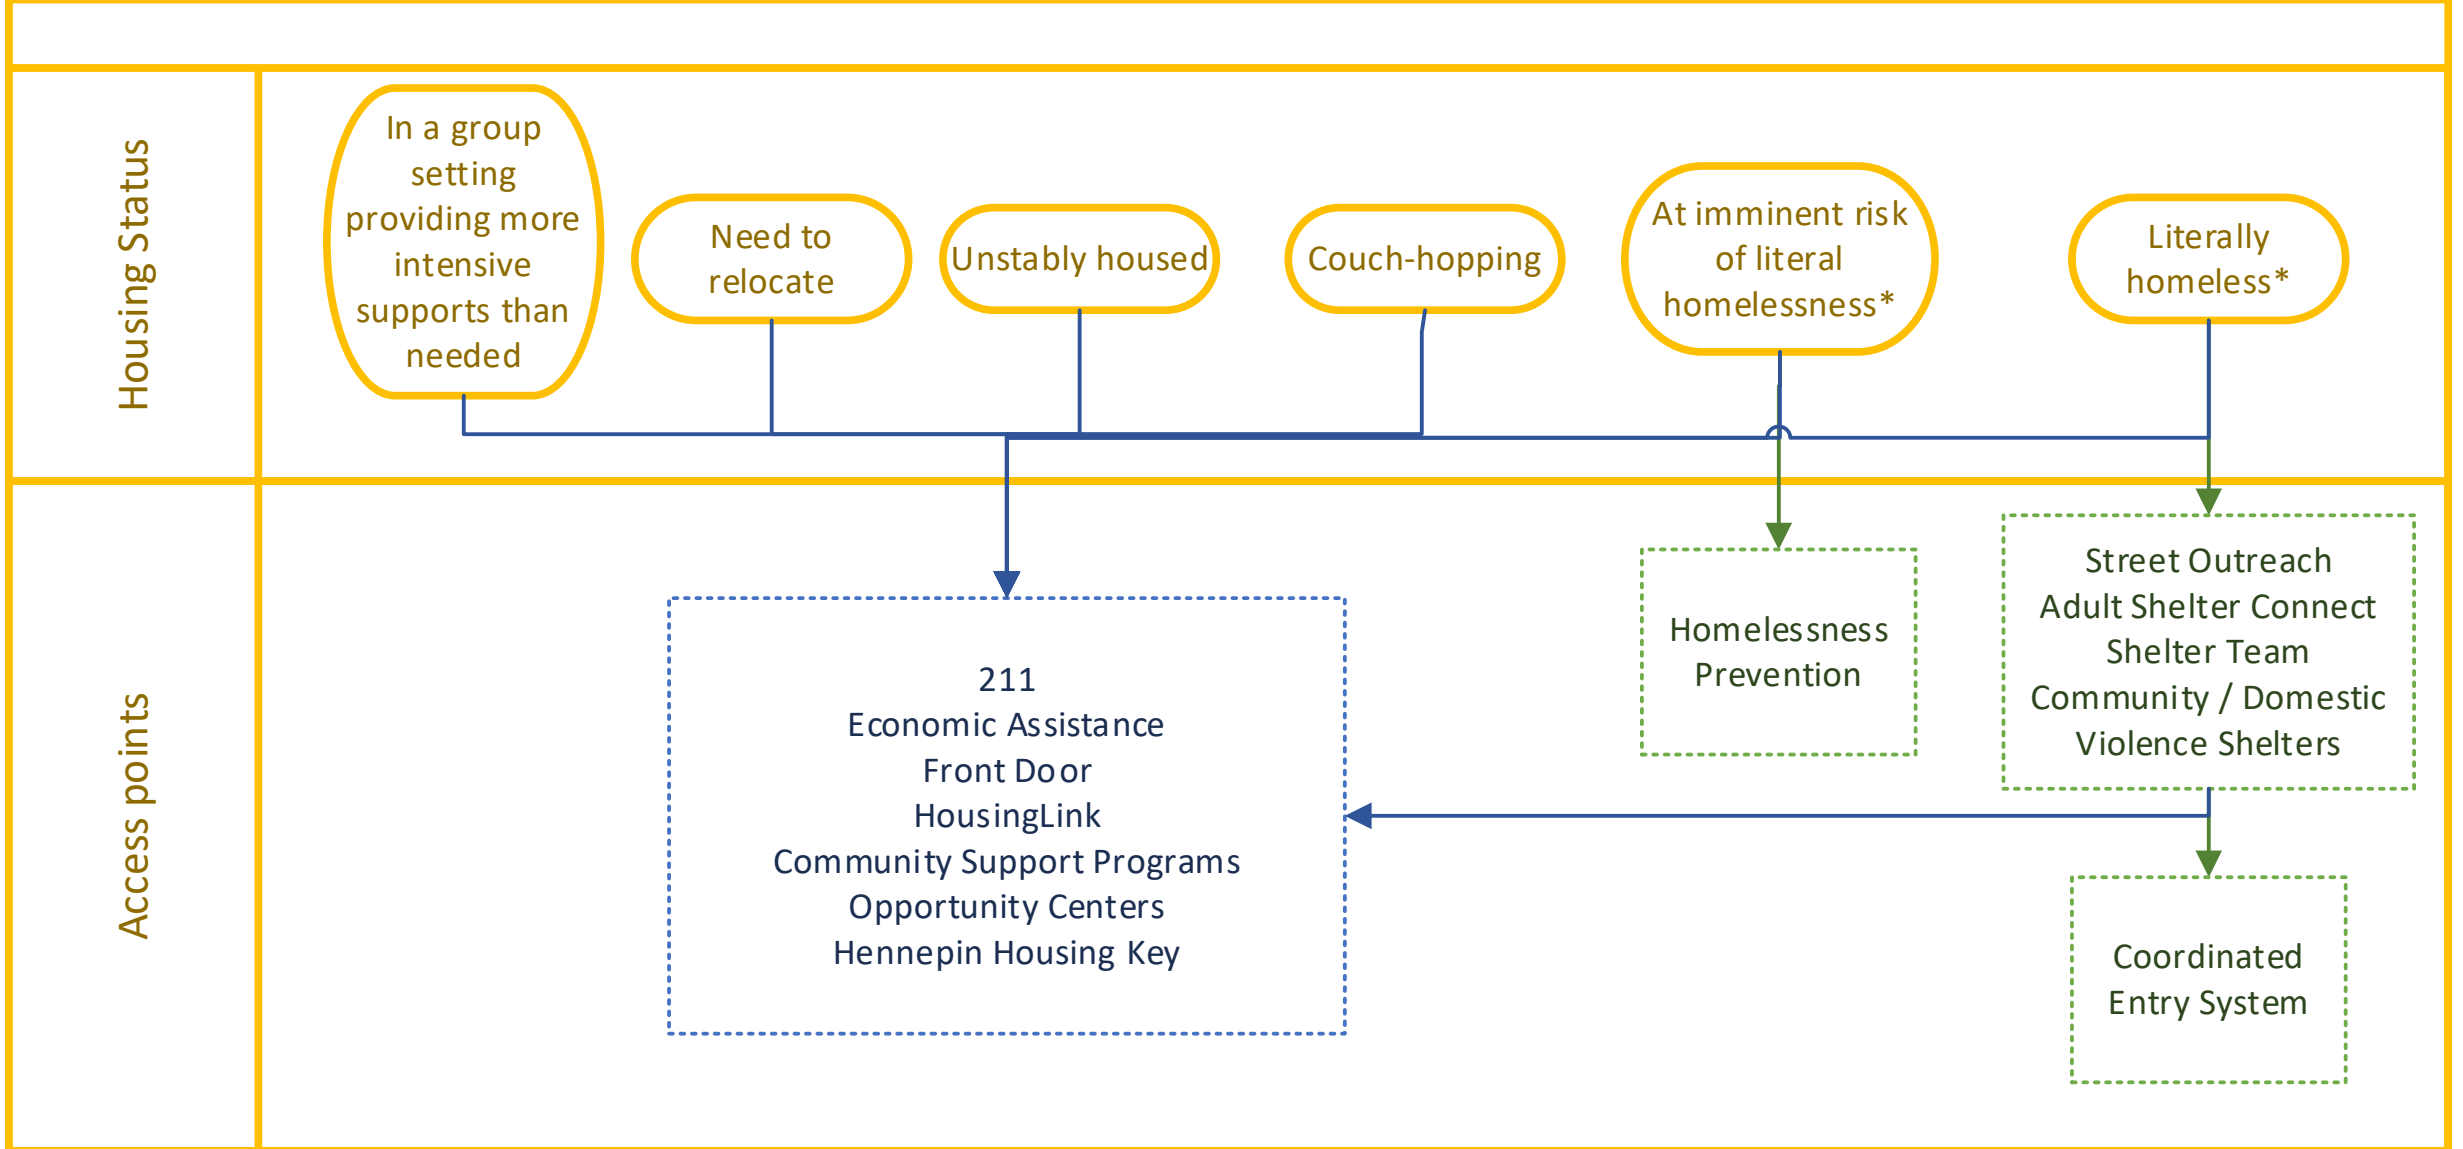 Housing Status
In a group
setting
providing more
intensive
supports than
needed
Need to
relocate
Unstably housed
Couch-hopping
At imminent risk
of literal
homelessness*
Literally
homeless*
Access points
211
Economic Assistance
Front Door
HousingLink
Community Support Programs
Opportunity Centers
Hennepin Housing Key
Homelessness
Prevention
Street Outreach
Adult Shelter Connect
Shelter Team
Community / Domestic
Violence Shelters
Coordinated
Entry System